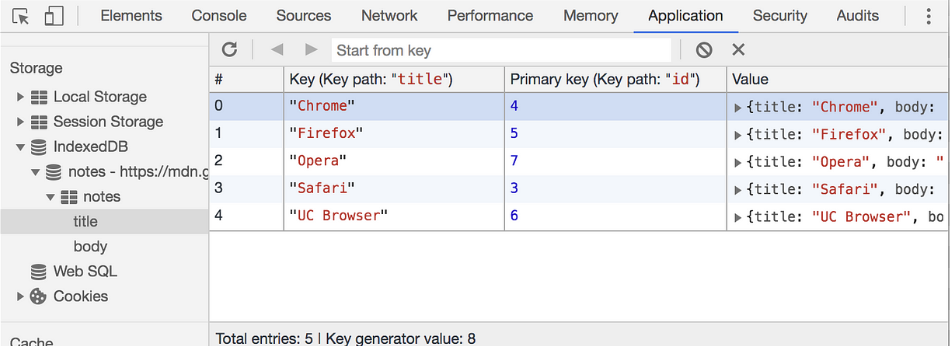 Elements Console Sources Network Performance Memory Application Security Audits
Start from key
Storage
Local Storage
Session Storage
IndexedDB
notes - https://mdn.g
notes
title
body
Web SQL
Cookies
Cache
# Key (Key path: "title") Primary key (Key path: "id") Value
0 "Chrome" 4 {title: "Chrome", body:
1 "Firefox" 5 {title: "Firefox", body:
2 "Opera" 7 {title: "Opera", body: "
3 "Safari" 3 {title: "Safari", body:
4 "UC Browser" 6 {title: "UC Browser", bo
Total entries: 5 | Key generator value: 8